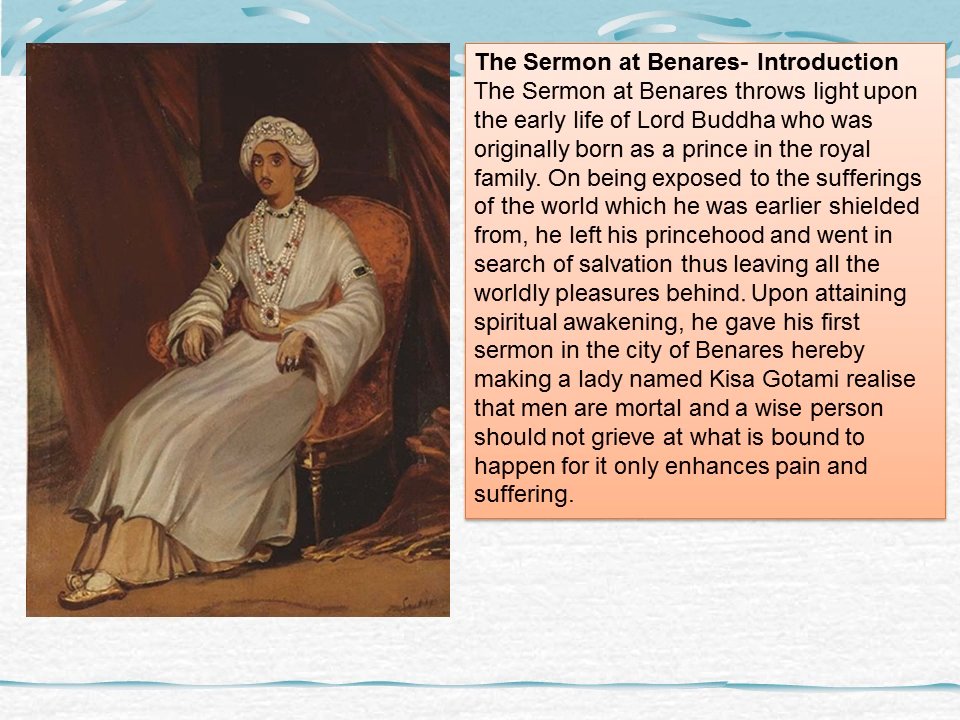 The Sermon at Benares- Introduction
The Sermon at Benares throws light upon
the early life of Lord Buddha who was
originally born as a prince in the royal
family. On being exposed to the sufferings
of the world which he was earlier shielded
from, he left his princehood and went in
search of salvation thus leaving all the
worldly pleasures behind. Upon attaining
spiritual awakening, he gave his first
sermon in the city of Benares hereby
making a lady named Kisa Gotami realise
that men are mortal and a wise person
should not grieve at what is bound to
happen for it only enhances pain and
suffering.